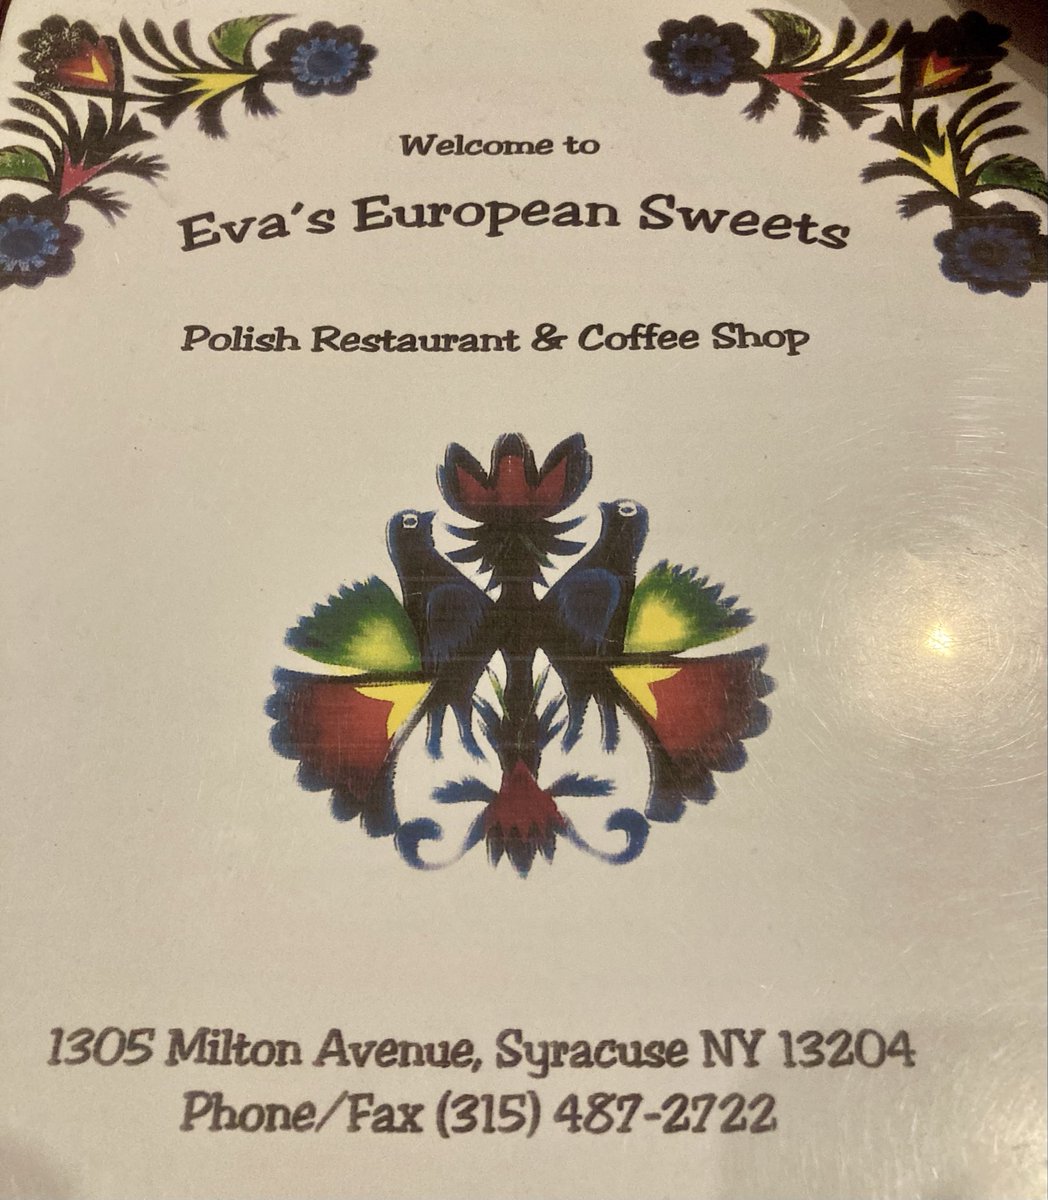 Welcome to
Eva's European Sweets
Polish Restaurant & Coffee Shop
1305 Milton Avenue, Syracuse NY 13204
Phone/Fax (315) 487-2722